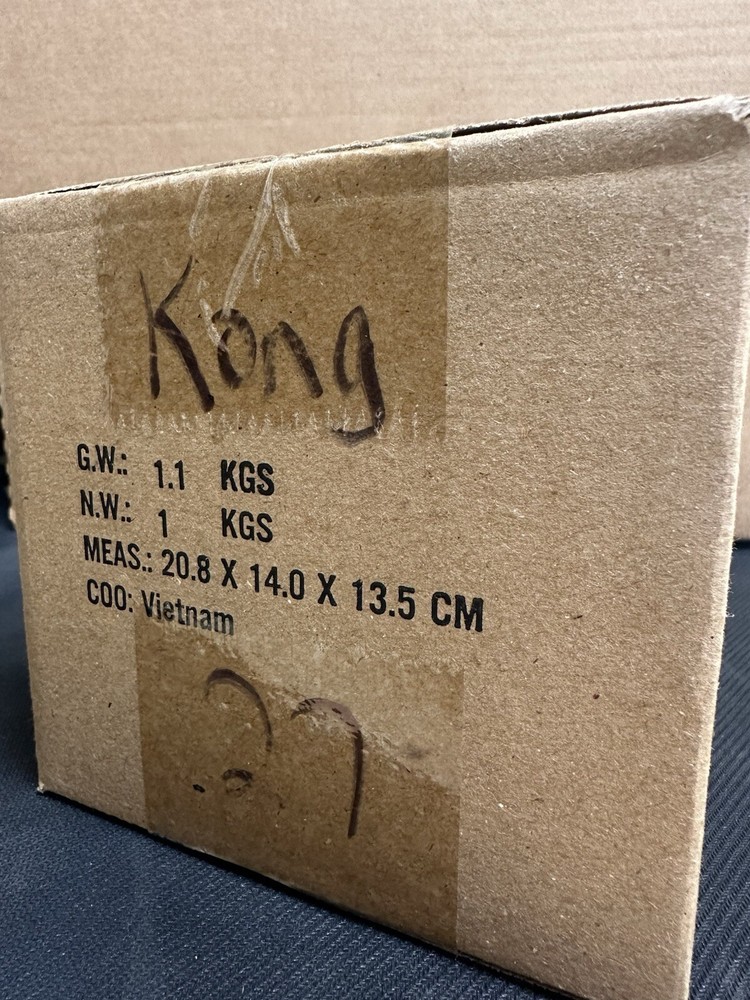 Kong
G.W.: 1.1 KGS
N.W.: 1 KGS
MEAS.: 20.8 X 14.0 X 13.5 CM
COO: Vietnam